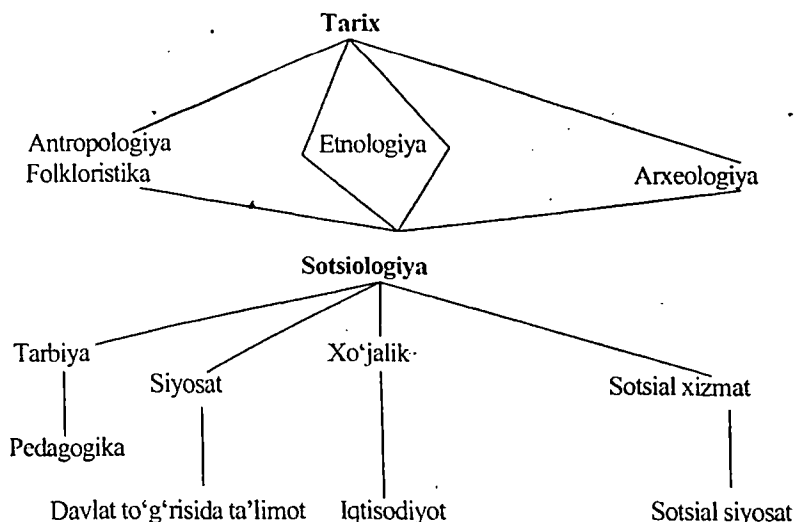 Tarix
Antropologiya
Folkloristika
Etnologiya
Arxeologiya
Sotsiologiya
Tarbiya
Siyosat
Xo‘jalik
Sotsial xizmat
Pedagogika
Davlat to‘g‘risida ta’limot
Iqtisodiyot
Sotsial siyosat